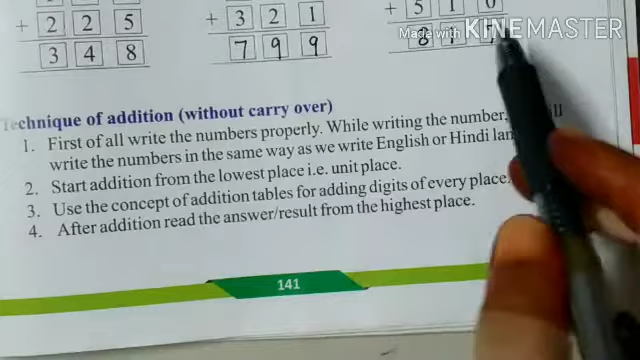 + 2 2 5
3 4 8
+ 3 2 1
7 9 9
+ 5 1 0
8 1
Made with KINEMASTER
Technique of addition (without carry over)
1. First of all write the numbers properly. While writing the number,
write the numbers in the same way as we write English or Hindi
2. Start addition from the lowest place i.e. unit place.
3. Use the concept of addition tables for adding digits of every place.
4. After addition read the answer/result from the highest place.
141